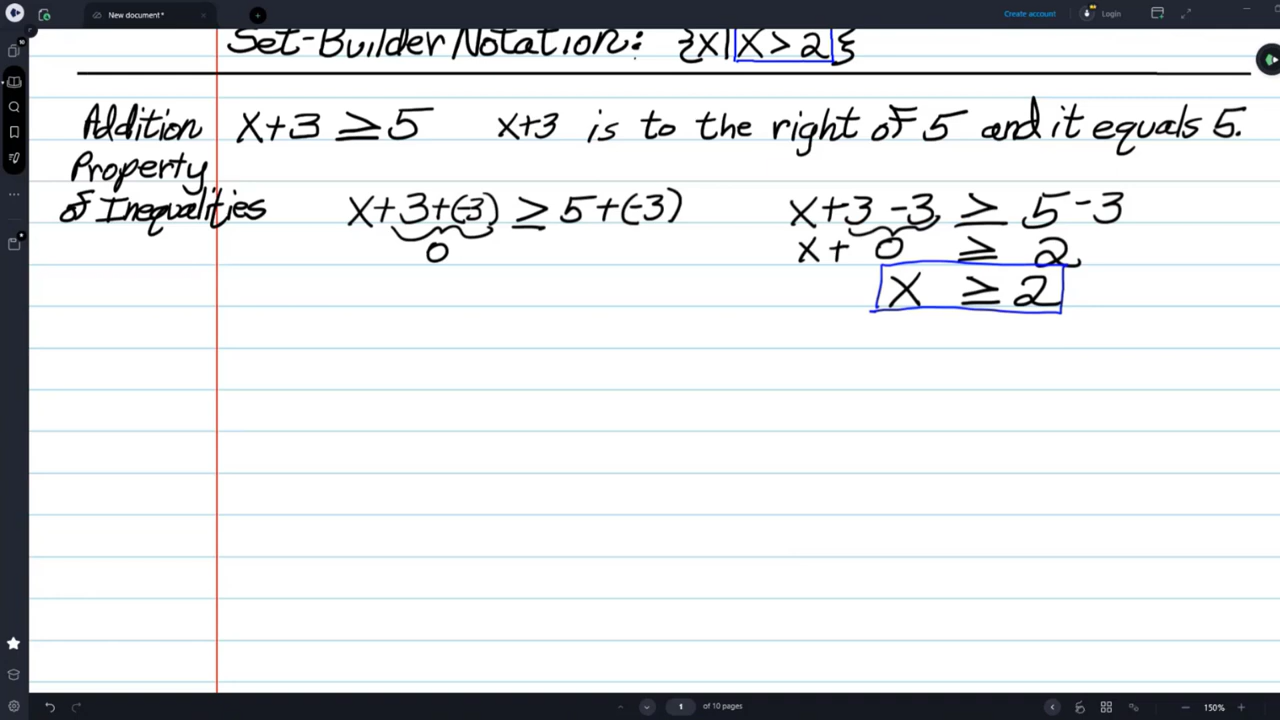 New document*
Create account
Login
Set-Builder Notation: {x|x > 2}
Addition x+3 ≥ 5 x+3 is to the right of 5 and it equals 5.
Property
of Inequalities x+3+(-3) ≥ 5+(-3) x+3-3 ≥ 5-3
0 x+ 0 ≥ 2
x ≥ 2
1 of 10 pages
150%